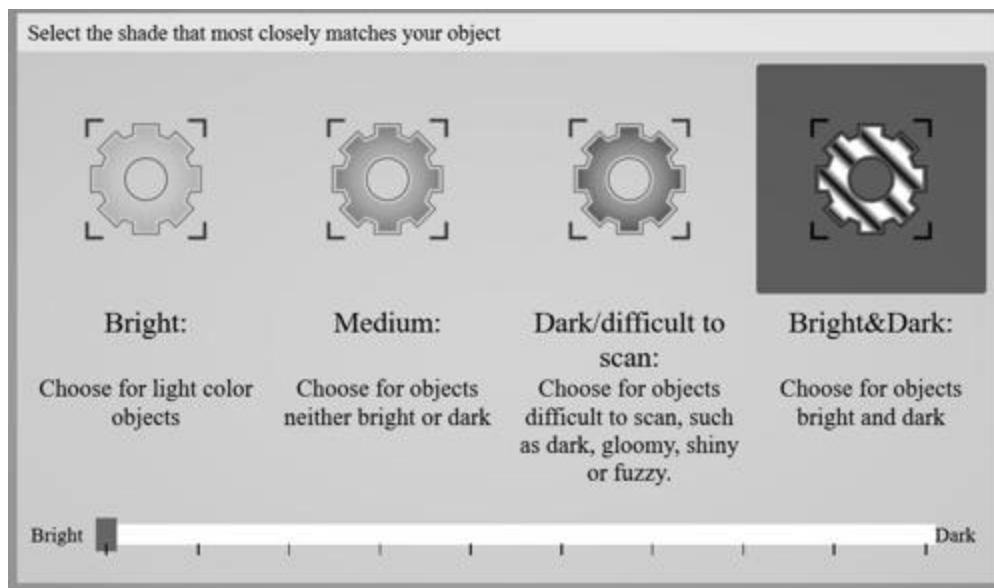 Select the shade that most closely matches your object
Bright:
Choose for light color
objects
Medium:
Choose for objects
neither bright or dark
Dark/difficult to
scan:
Choose for objects
difficult to scan, such
as dark, gloomy, shiny
or fuzzy.
Bright&Dark:
Choose for objects
bright and dark
Bright
Dark